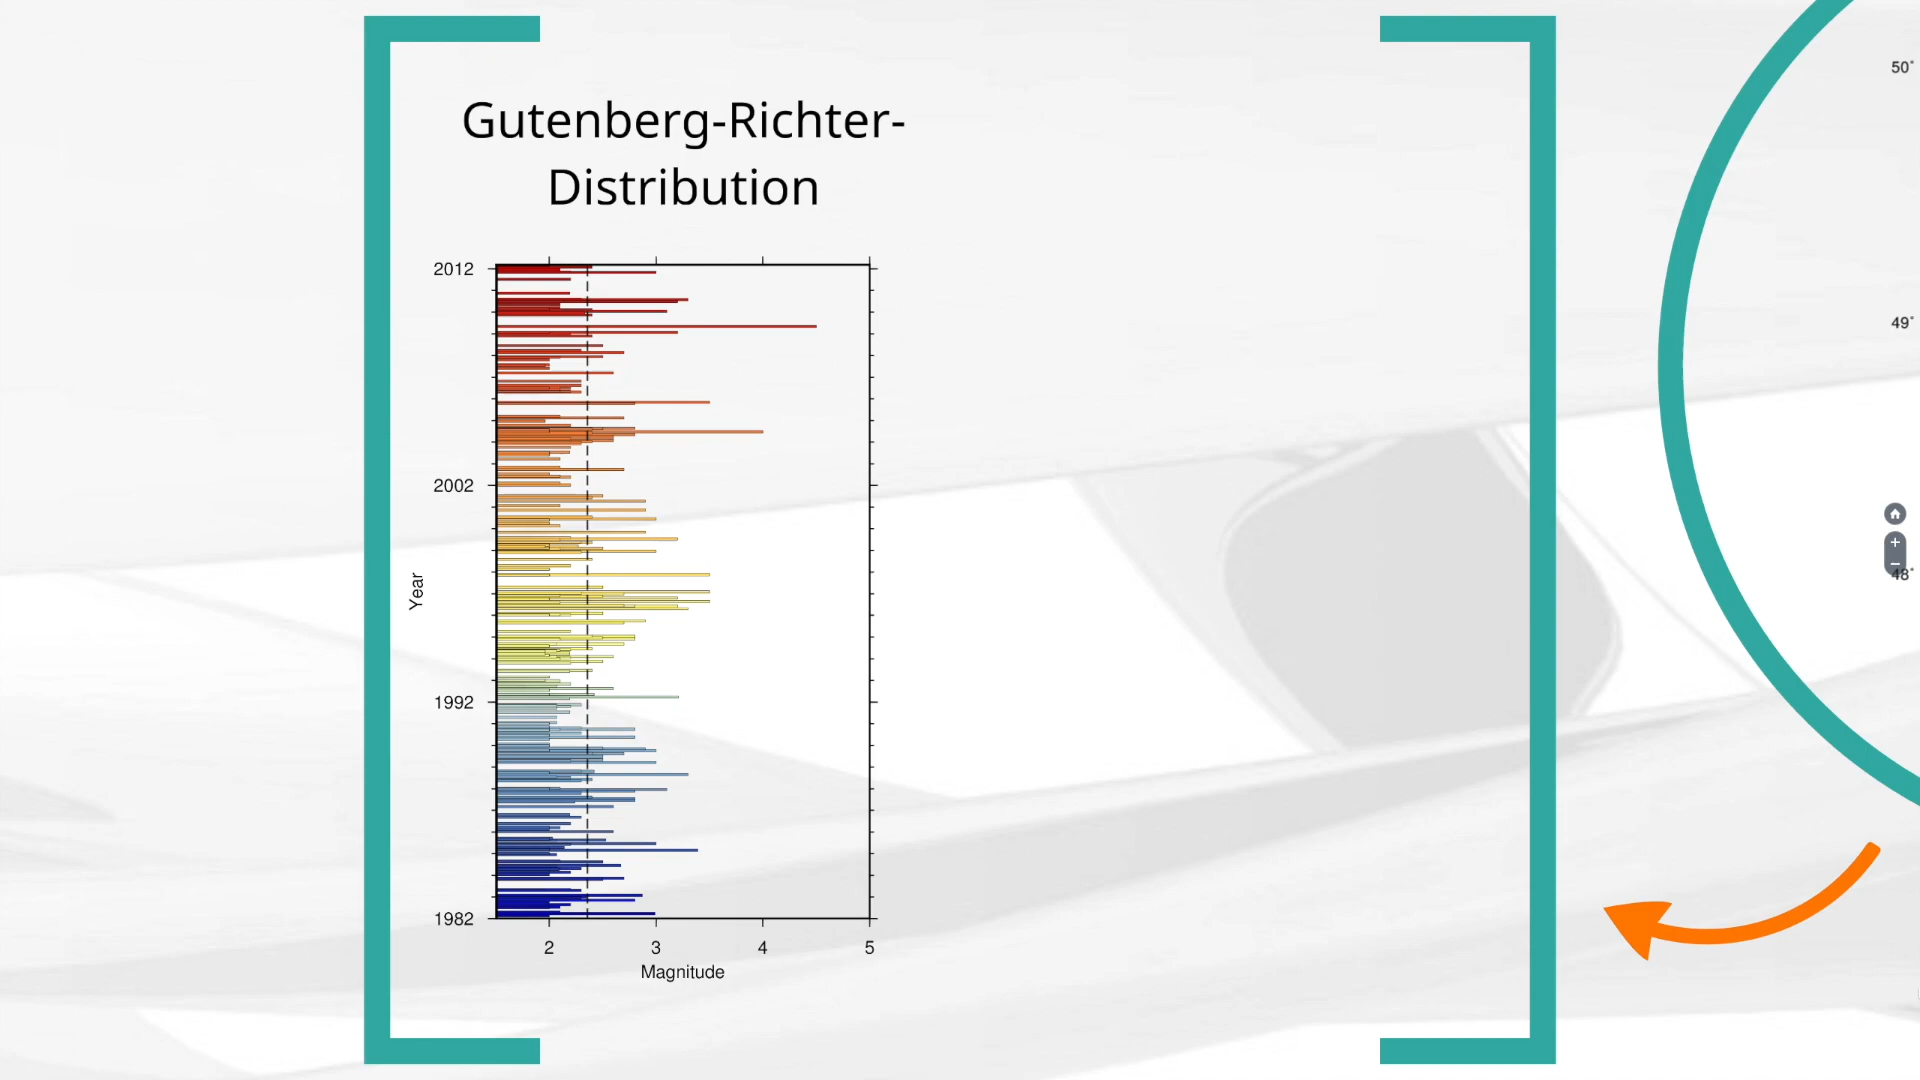 Gutenberg-Richter-
Distribution
2012
2002
Year
1992
1982
2 3 4 5
Magnitude
50°
49°
48°